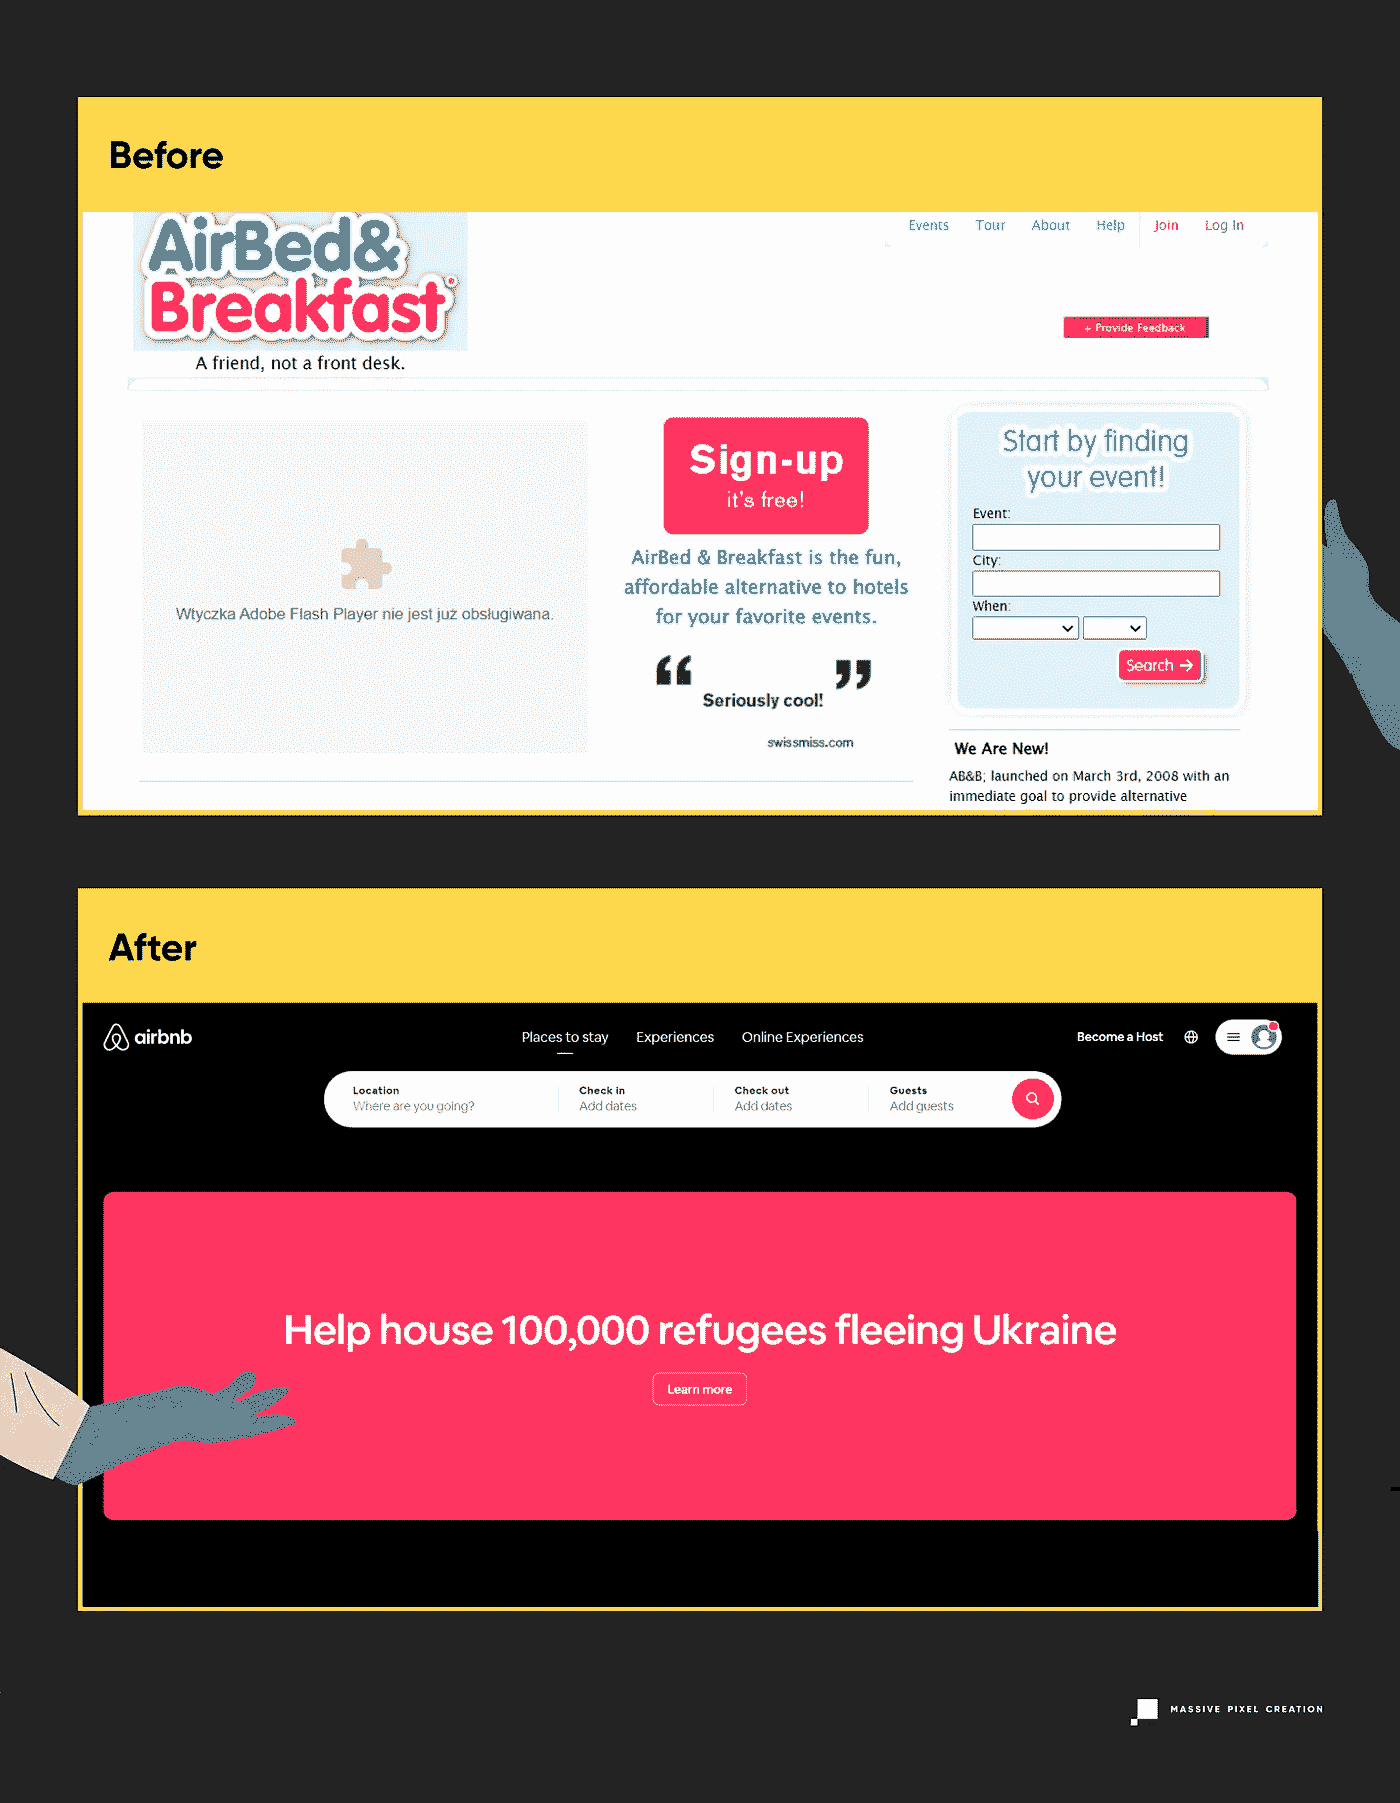 Before
AirBed&
Breakfast
A friend, not a front desk.
Events Tour About Help Join Log In
+ Provide Feedback
Wtyczka Adobe Flash Player nie jest już obsługiwana.
Sign-up
it's free!
AirBed & Breakfast is the fun,
affordable alternative to hotels
for your favorite events.
“ Seriously cool! ”
swissmiss.com
Start by finding
your event!
Event:
City:
When:
Search →
We Are New!
AB&B; launched on March 3rd, 2008 with an
immediate goal to provide alternative
After
airbnb
Places to stay Experiences Online Experiences
Become a Host
Location Check in Check out Guests
Where are you going? Add dates Add dates Add guests
Help house 100,000 refugees fleeing Ukraine
Learn more
MASSIVE PIXEL CREATION